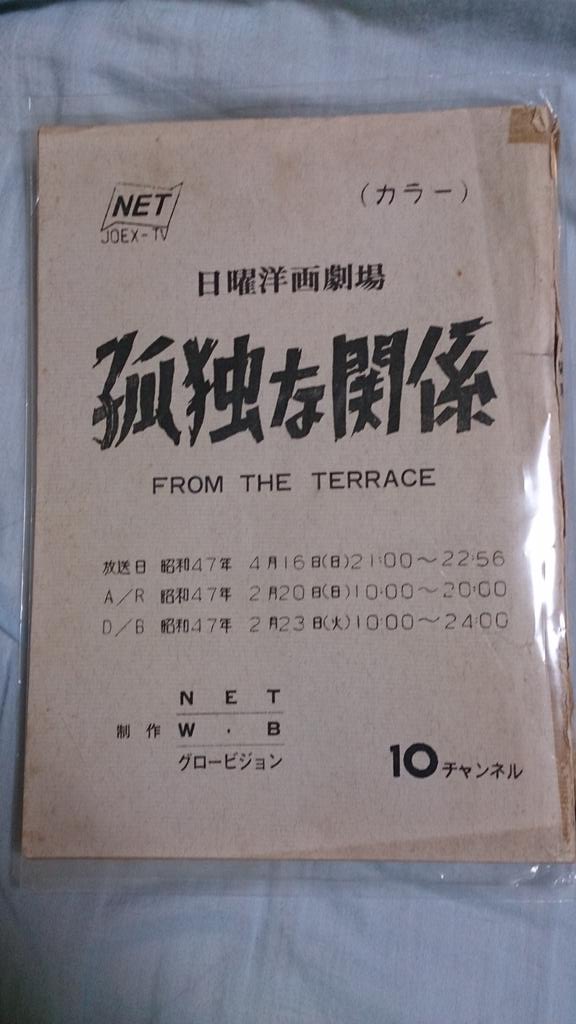 NET
JOEX-TV
(カラー)
日曜洋画劇場
孤独な関係
FROM THE TERRACE
放送日 昭和47年 4月16日(日)21:00～22:56
A/R 昭和47年 2月20日(日)10:00～20:00
D/B 昭和47年 2月23日(火)10:00～24:00
NET
制作 W・B
グロービジョン
10チャンネル